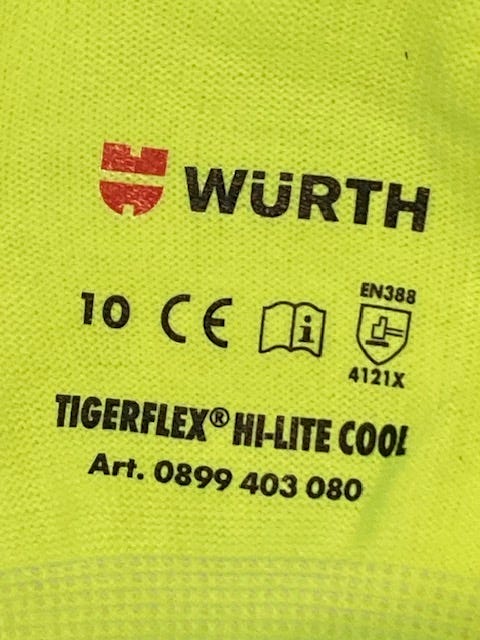 WÜRTH
10 CE i EN388
4121X
TIGERFLEX® HI-LITE COOL
Art. 0899 403 080